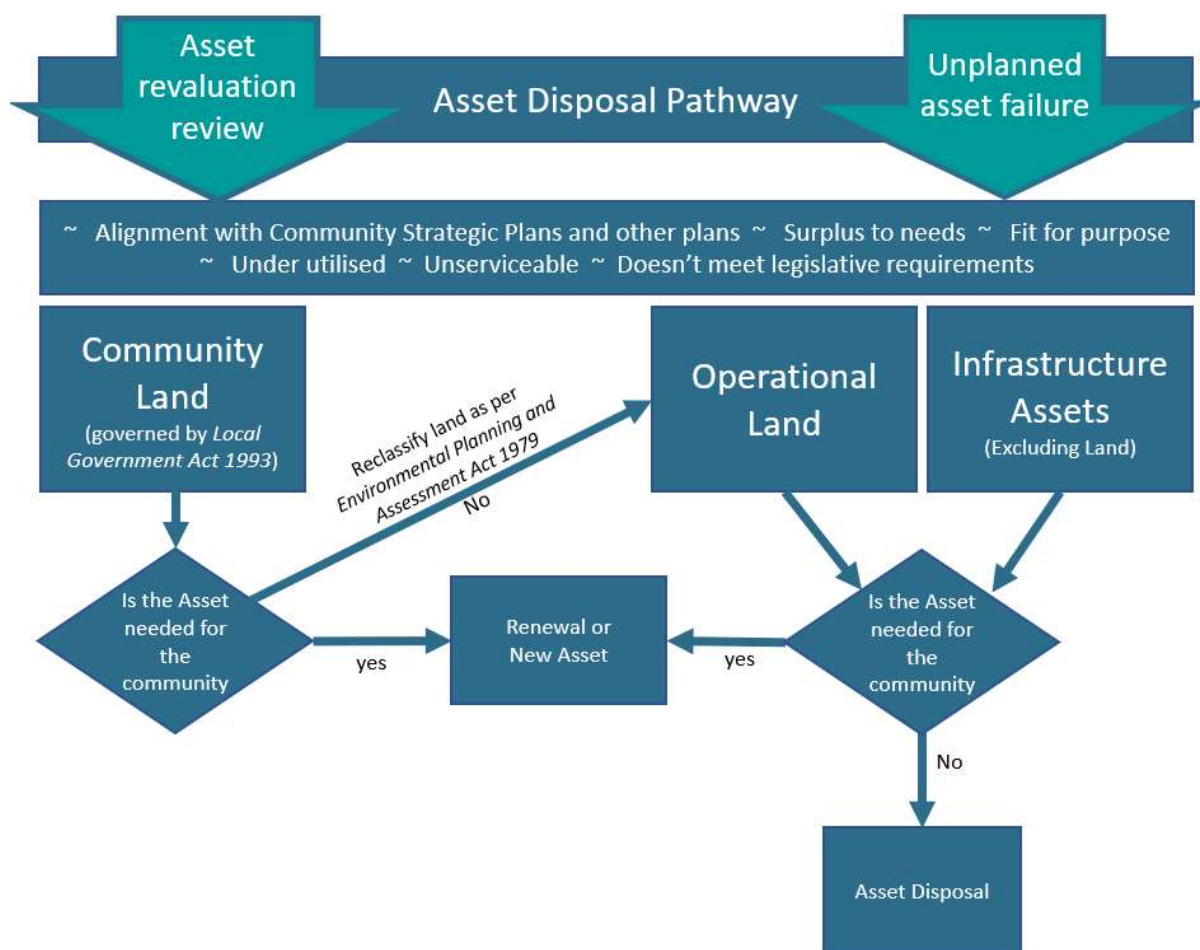 Asset
revaluation
review
Asset Disposal Pathway
Unplanned
asset failure
~ Alignment with Community Strategic Plans and other plans ~ Surplus to needs ~ Fit for purpose
~ Under utilised ~ Unserviceable ~ Doesn't meet legislative requirements
Community
Land
(governed by Local
Government Act 1993)
Reclassify land as per
Environmental Planning and
Assessment Act 1979
No
Operational
Land
Infrastructure
Assets
(Excluding Land)
Is the Asset
needed for
the
community
yes
Renewal or
New Asset
yes
Is the Asset
needed for
the
community
No
Asset Disposal